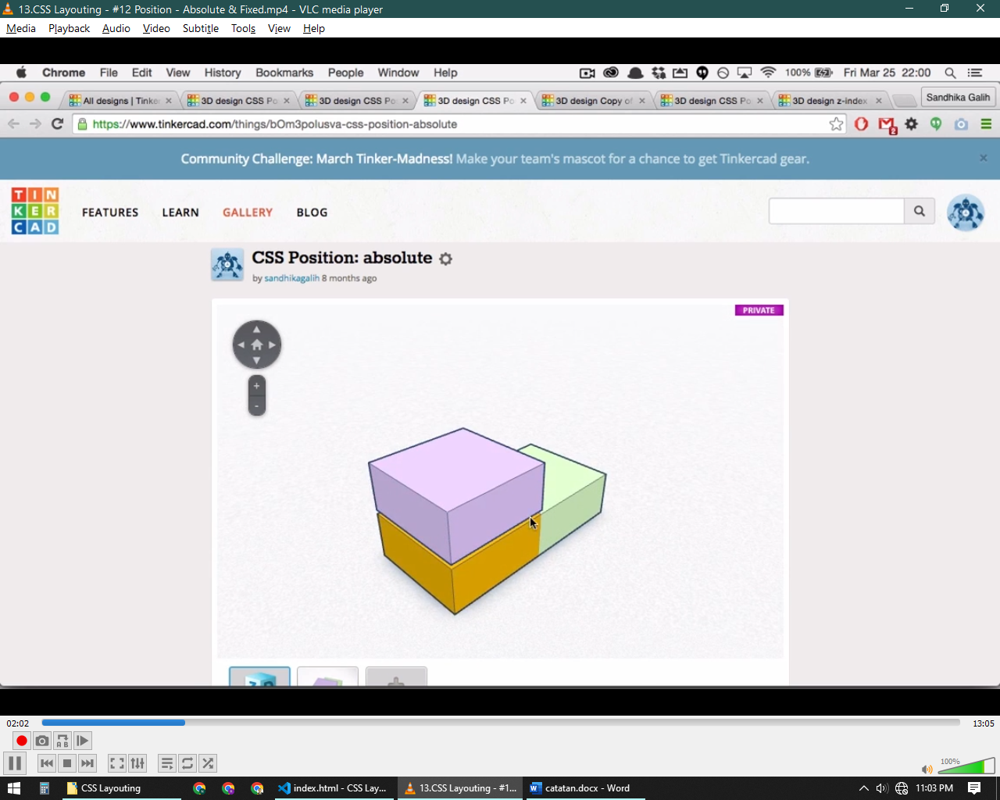 13.CSS Layouting - #12 Position - Absolute & Fixed.mp4 - VLC media player
Media Playback Audio Video Subtitle Tools View Help
Chrome File Edit View History Bookmarks People Window Help 100% Fri Mar 25 22:00
All designs | Tinke 3D design CSS Po 3D design CSS Po 3D design CSS Po 3D design Copy of 3D design CSS Po 3D design z-index Sandhika Galih
https://www.tinkercad.com/things/bOm3polusva-css-position-absolute 2
Community Challenge: March Tinker-Madness! Make your team's mascot for a chance to get Tinkercad gear.
TIN
KER
CAD
FEATURES LEARN GALLERY BLOG
CSS Position: absolute
by sandhikagalih 8 months ago
PRIVATE
02:02 13:05
A B
100%
CSS Layouting index.html - CSS Lay... 13.CSS Layouting - #1... catatan.docx - Word 11:03 PM